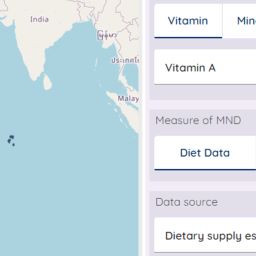 India
ประเทศไ
Malay
Vitamin
Min
Vitamin A
Measure of MND
Diet Data
Data source
Dietary supply es